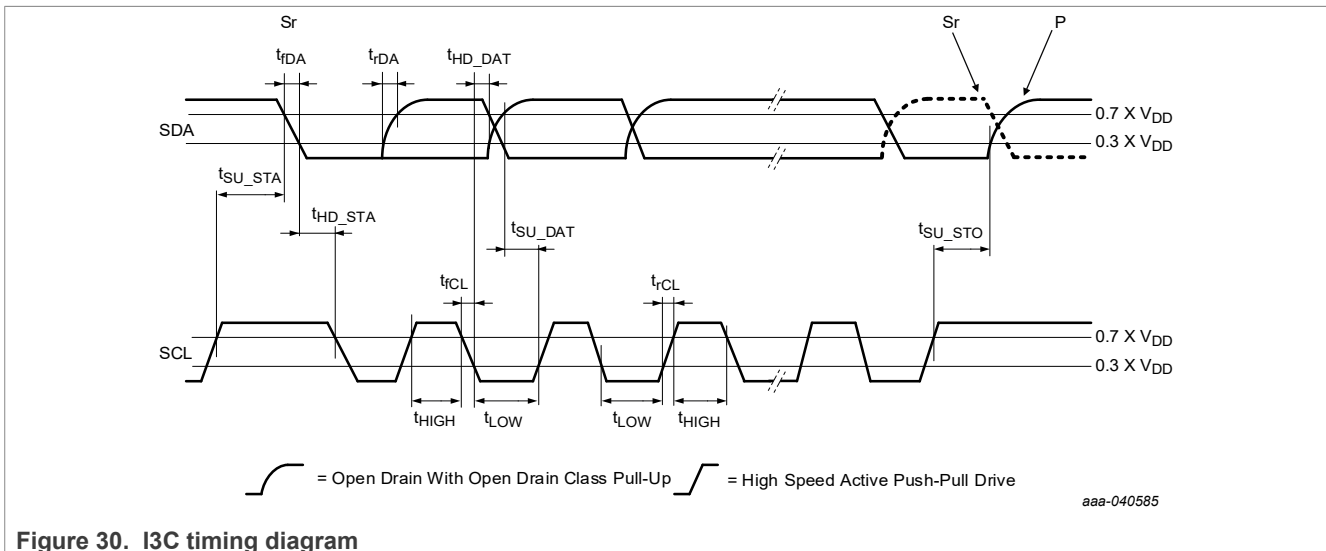 Sr
Sr
P
tfDA
trDA
tHD_DAT
0.7 X VDD
SDA
0.3 X VDD
tSU_STA
tHD_STA
tSU_DAT
tSU_STO
tfCL
trCL
0.7 X VDD
SCL
0.3 X VDD
tHIGH
tLOW
tLOW
tHIGH
= Open Drain With Open Drain Class Pull-Up
= High Speed Active Push-Pull Drive
aaa-040585
Figure 30. I3C timing diagram